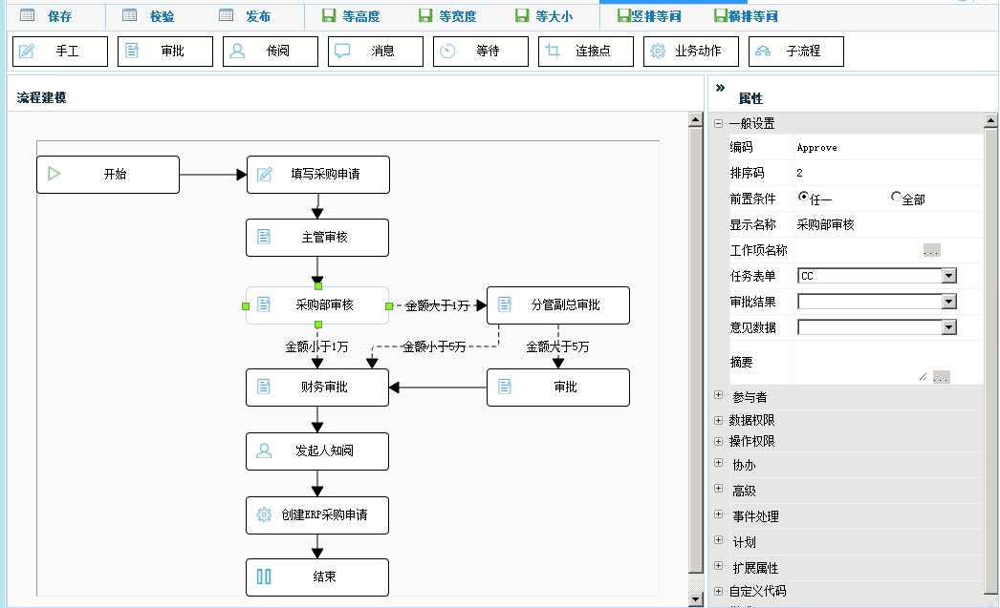 保存 校验 发布 等高度 等宽度 等大小 竖排等间 横排等间
手工 审批 传阅 消息 等待 连接点 业务动作 子流程
流程建模
开始 填写采购申请
主管审核
采购部审核 金额大于1万 分管副总审批
金额小于1万 金额小于5万 金额大于5万
财务审批 审批
发起人知阅
创建ERP采购申请
结束
» 属性
一般设置
编码 Approve
排序码 2
前置条件 任一 全部
显示名称 采购部审核
工作项名称 ...
任务表单 CC
审批结果
意见数据
摘要 ...
参与者
数据权限
操作权限
协办
高级
事件处理
计划
扩展属性
自定义代码